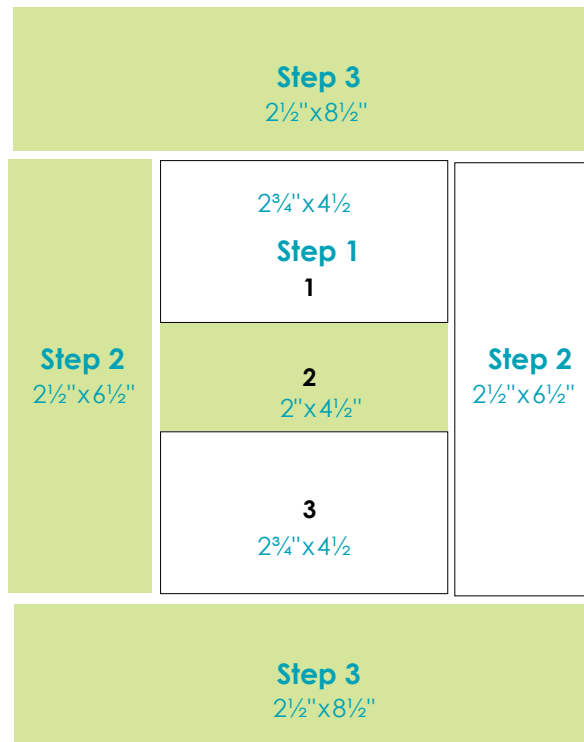 Step 3
2½"x8½"
2¾"x4½
Step 1
1
Step 2
2½"x6½"
2
2"x4½"
Step 2
2½"x6½"
3
2¾"x4½
Step 3
2½"x8½"